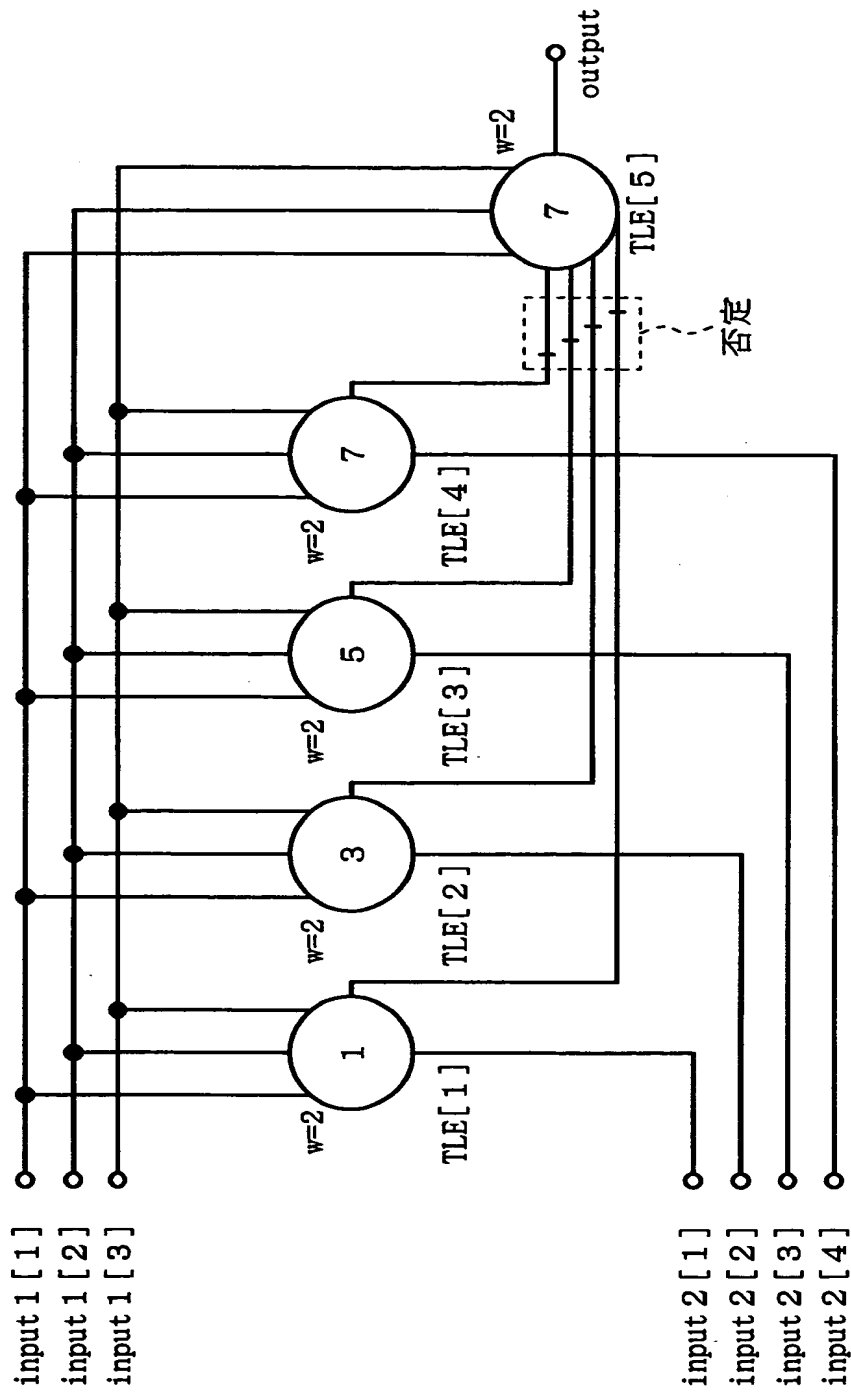 input1[1]
input1[2]
input1[3]
w=2
1
TLE[1]
w=2
3
TLE[2]
w=2
5
TLE[3]
w=2
7
TLE[4]
w=2
7
TLE[5]
output
否定
input2[1]
input2[2]
input2[3]
input2[4]